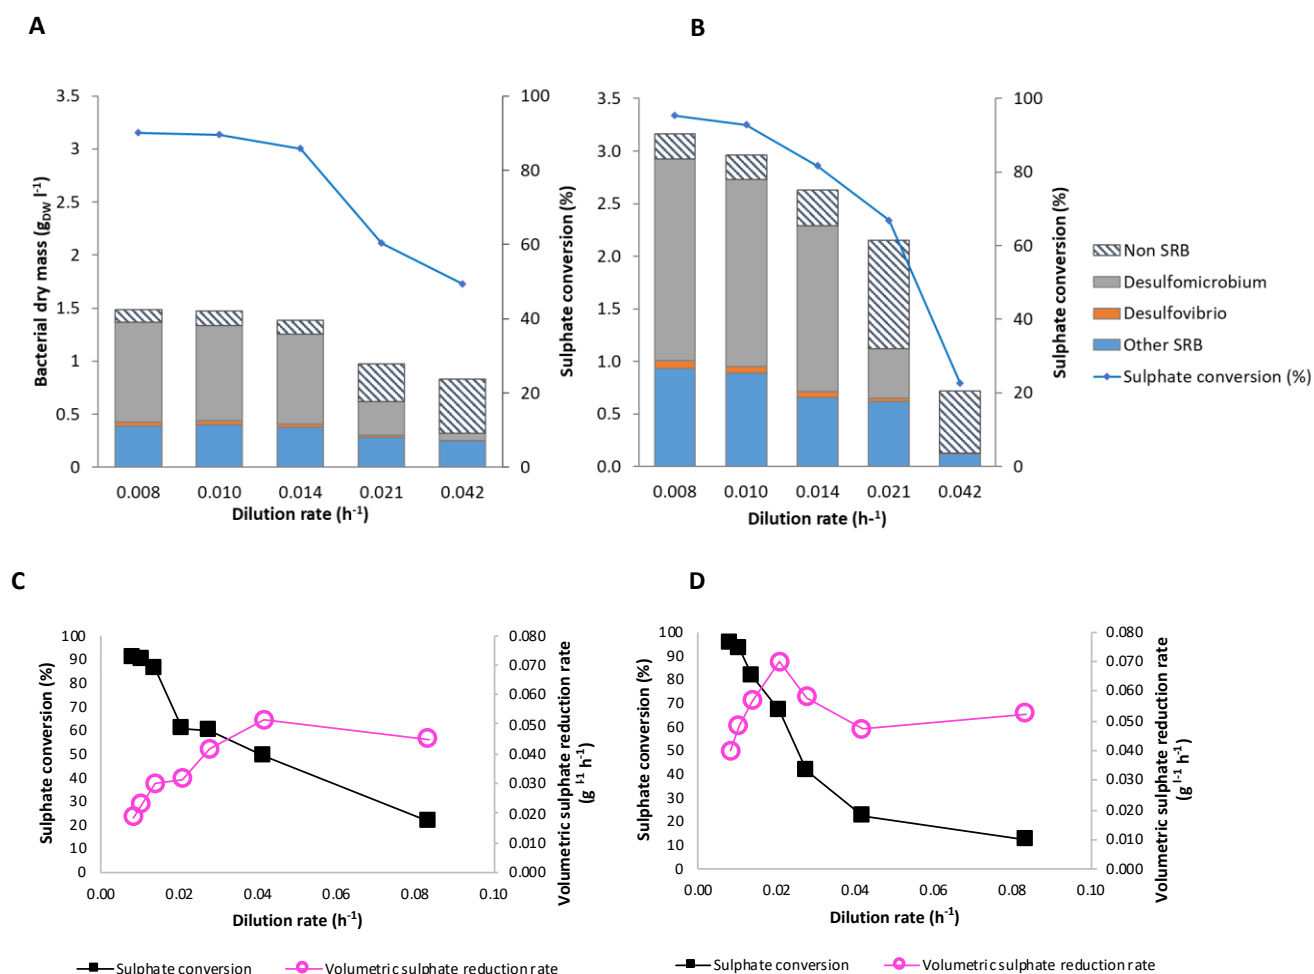 A
B
3.5
3
2.5
2
1.5
1
0.5
0
Bacterial dry mass (gDW l-1)
100
80
60
40
20
0
Sulphate conversion (%)
0.008 0.010 0.014 0.021 0.042
Dilution rate (h-1)
3.5
3.0
2.5
2.0
1.5
1.0
0.5
0.0
100
80
60
40
20
0
Sulphate conversion (%)
0.008 0.010 0.014 0.021 0.042
Dilution rate (h-1)
Non SRB
Desulfomicrobium
Desulfovibrio
Other SRB
Sulphate conversion (%)
C
D
100
90
80
70
60
50
40
30
20
10
0
Sulphate conversion (%)
0.080
0.070
0.060
0.050
0.040
0.030
0.020
0.010
0.000
Volumetric sulphate reduction rate
(g l-1 h-1)
0.00 0.02 0.04 0.06 0.08 0.10
Dilution rate (h-1)
Sulphate conversion Volumetric sulphate reduction rate
100
90
80
70
60
50
40
30
20
10
0
Sulphate conversion (%)
0.080
0.070
0.060
0.050
0.040
0.030
0.020
0.010
0.000
Volumetric sulphate reduction rate
(g l-1 h-1)
0.00 0.02 0.04 0.06 0.08 0.10
Dilution rate (h-1)
Sulphate conversion Volumetric sulphate reduction rate